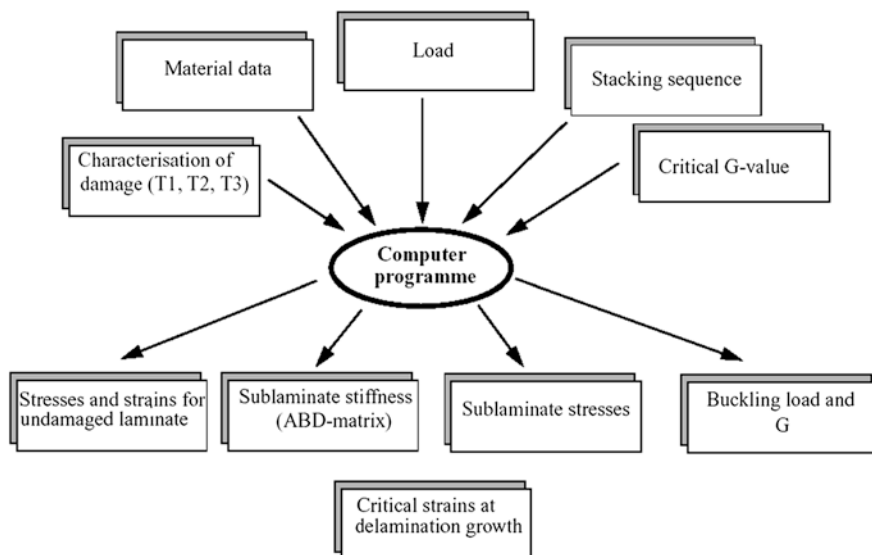 Load
Material data
Stacking sequence
Characterisation of
damage (T1, T2, T3)
Critical G-value
Computer
programme
Stresses and strains for
undamaged laminate
Sublaminate stiffness
(ABD-matrix)
Sublaminate stresses
Buckling load and
G
Critical strains at
delamination growth